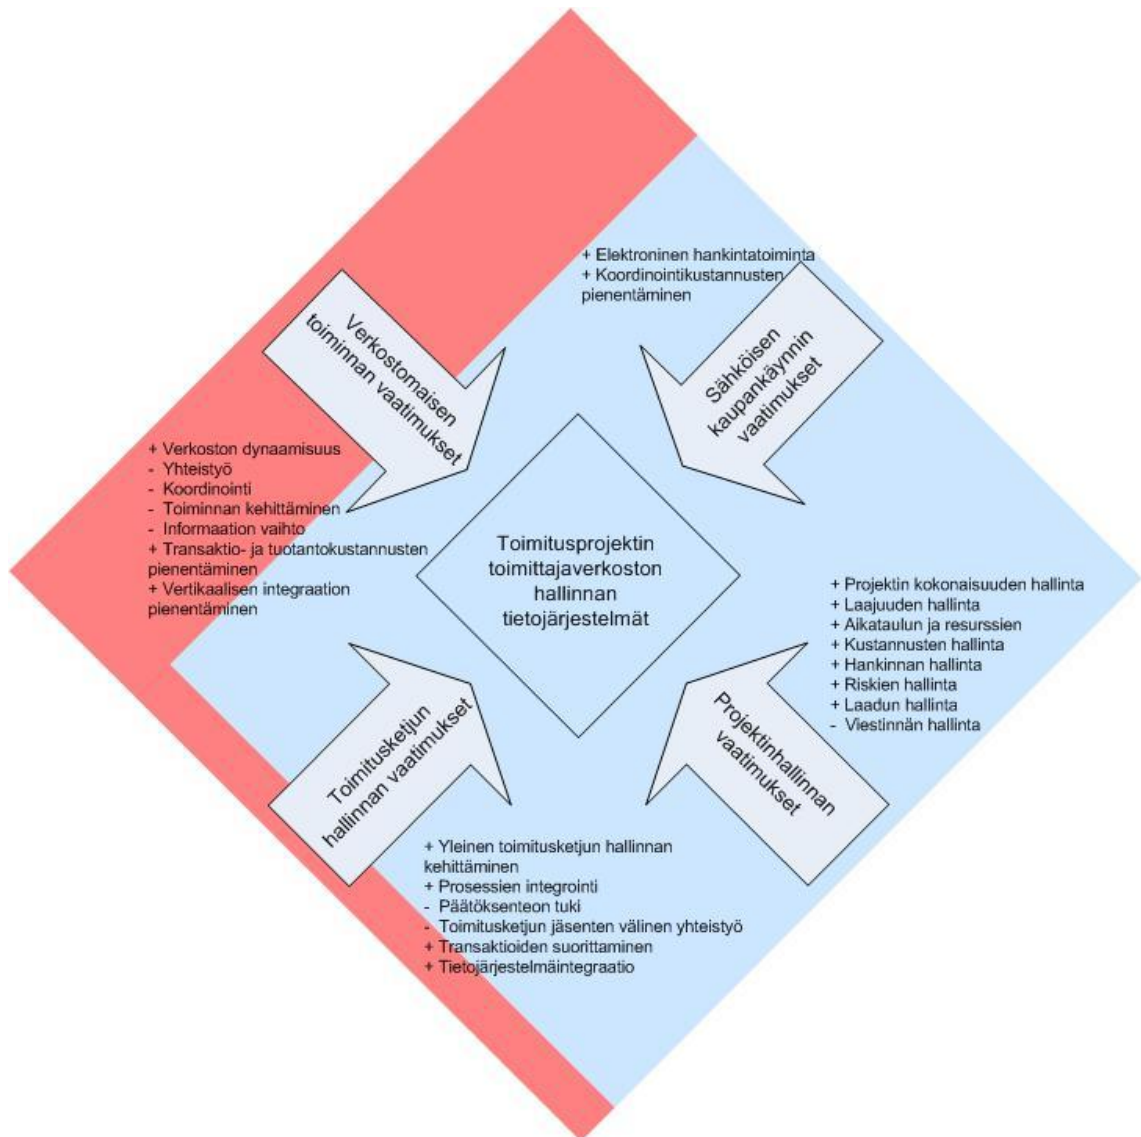 + Elektroninen hankintatoiminta
+ Koordinointikustannusten
pienentäminen
Verkostomaisen
toiminnan vaatimukset
Sähköisen
kaupankäynnin
vaatimukset
+ Verkoston dynaamisuus
- Yhteistyö
- Koordinointi
- Toiminnan kehittäminen
- Informaation vaihto
+ Transaktio- ja tuotantokustannusten
pienentäminen
+ Vertikaalisen integraation
pienentäminen
Toimitusprojektin
toimittajaverkoston
hallinnan
tietojärjestelmät
+ Projektin kokonaisuuden hallinta
+ Laajuuden hallinta
+ Aikataulun ja resurssien
+ Kustannusten hallinta
+ Hankinnan hallinta
+ Riskien hallinta
+ Laadun hallinta
- Viestinnän hallinta
Toimitusketjun
hallinnan vaatimukset
Projektinhallinnan
vaatimukset
+ Yleinen toimitusketjun hallinnan
kehittäminen
+ Prosessien integrointi
- Päätöksenteon tuki
- Toimitusketjun jäsenten välinen yhteistyö
+ Transaktioiden suorittaminen
+ Tietojärjestelmäintegraatio